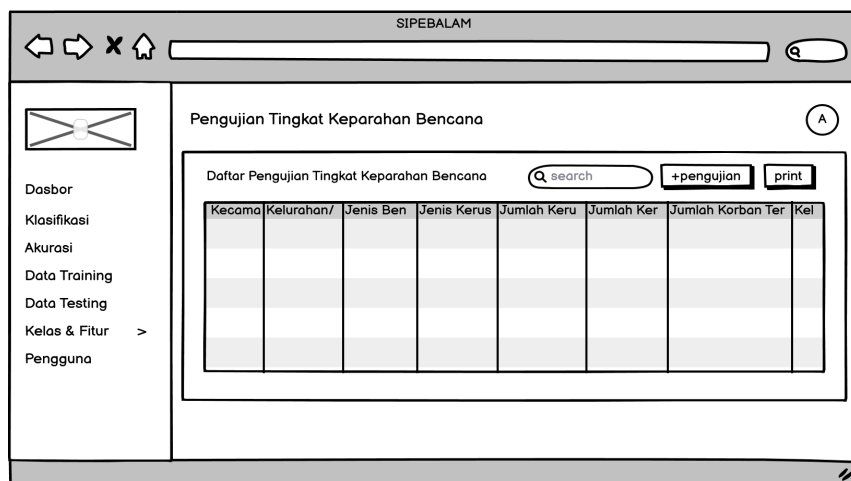 SIPEBALAM
Pengujian Tingkat Keparahan Bencana
A
Dasbor
Klasifikasi
Akurasi
Data Training
Data Testing
Kelas & Fitur >
Pengguna
Daftar Pengujian Tingkat Keparahan Bencana search +pengujian print
Kecama Kelurahan/ Jenis Ben Jenis Kerus Jumlah Keru Jumlah Ker Jumlah Korban Ter Kel